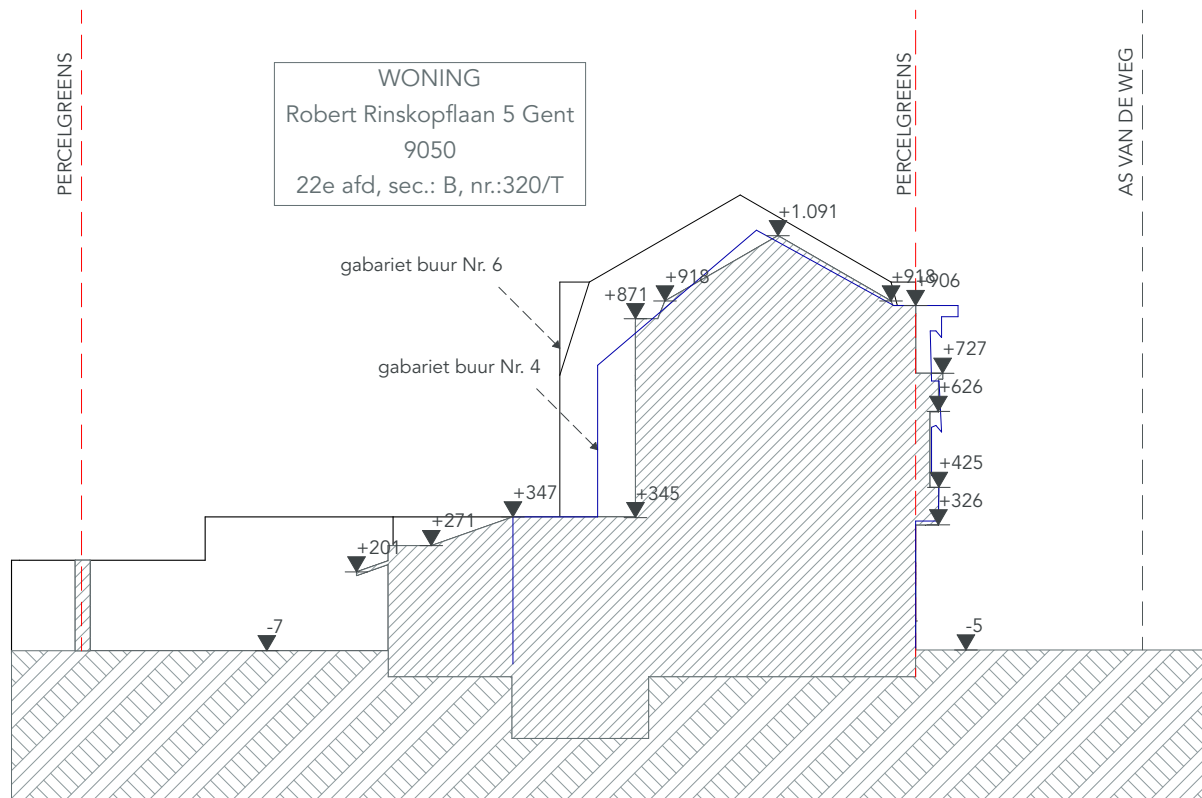 PERCELGREENS
WONING
Robert Rinskopflaan 5 Gent
9050
22e afd, sec.: B, nr.:320/T
PERCELGREENS
AS VAN DE WEG
+1.091
gabariet buur Nr. 6
+918
+918
+906
+871
+727
gabariet buur Nr. 4
+626
+425
+347
+345
+326
+271
+201
-7
-5